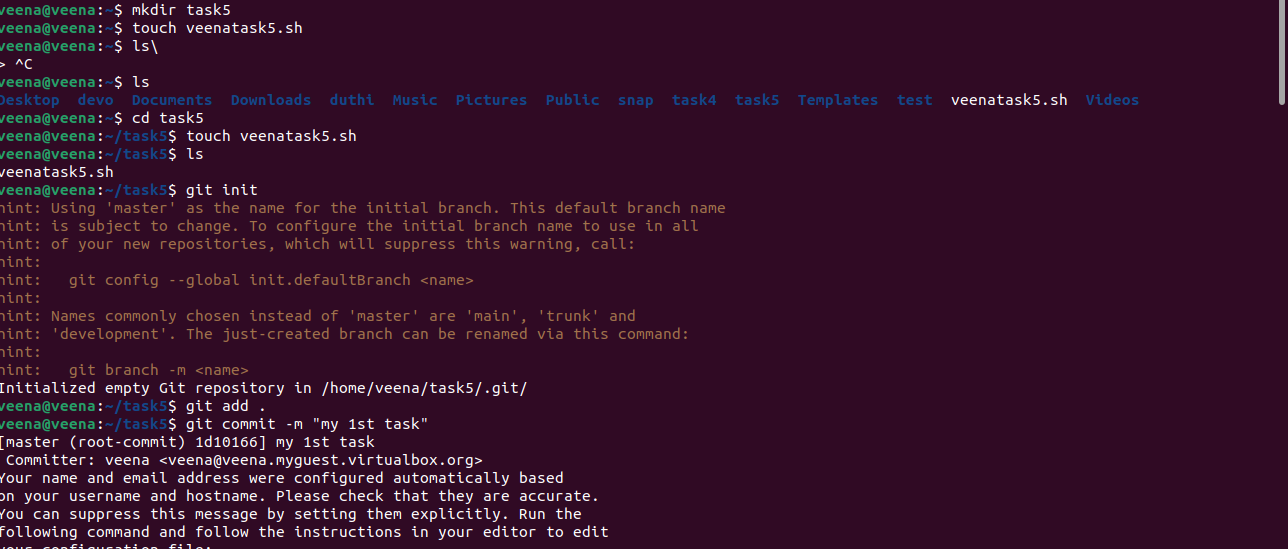 veena@veena:~$ mkdir task5
veena@veena:~$ touch veenatask5.sh
veena@veena:~$ ls\
> ^C
veena@veena:~$ ls
Desktop devo Documents Downloads duthi Music Pictures Public snap task4 task5 Templates test veenatask5.sh Videos
veena@veena:~$ cd task5
veena@veena:~/task5$ touch veenatask5.sh
veena@veena:~/task5$ ls
veenatask5.sh
veena@veena:~/task5$ git init
hint: Using 'master' as the name for the initial branch. This default branch name
hint: is subject to change. To configure the initial branch name to use in all
hint: of your new repositories, which will suppress this warning, call:
hint:
hint:   git config --global init.defaultBranch <name>
hint:
hint: Names commonly chosen instead of 'master' are 'main', 'trunk' and
hint: 'development'. The just-created branch can be renamed via this command:
hint:
hint:   git branch -m <name>
Initialized empty Git repository in /home/veena/task5/.git/
veena@veena:~/task5$ git add .
veena@veena:~/task5$ git commit -m "my 1st task"
[master (root-commit) 1d10166] my 1st task
 Committer: veena <veena@veena.myguest.virtualbox.org>
Your name and email address were configured automatically based
on your username and hostname. Please check that they are accurate.
You can suppress this message by setting them explicitly. Run the
following command and follow the instructions in your editor to edit
your configuration file: